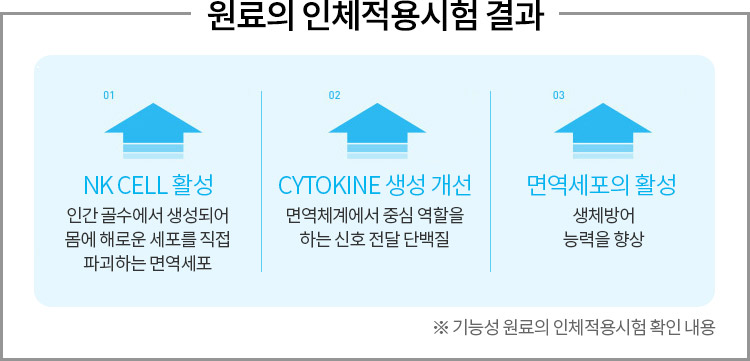 원료의 인체적용시험 결과
01
NK CELL 활성
인간 골수에서 생성되어
몸에 해로운 세포를 직접
파괴하는 면역세포
02
CYTOKINE 생성 개선
면역체계에서 중심 역할을
하는 신호 전달 단백질
03
면역세포의 활성
생체방어
능력을 향상
※ 기능성 원료의 인체적용시험 확인 내용